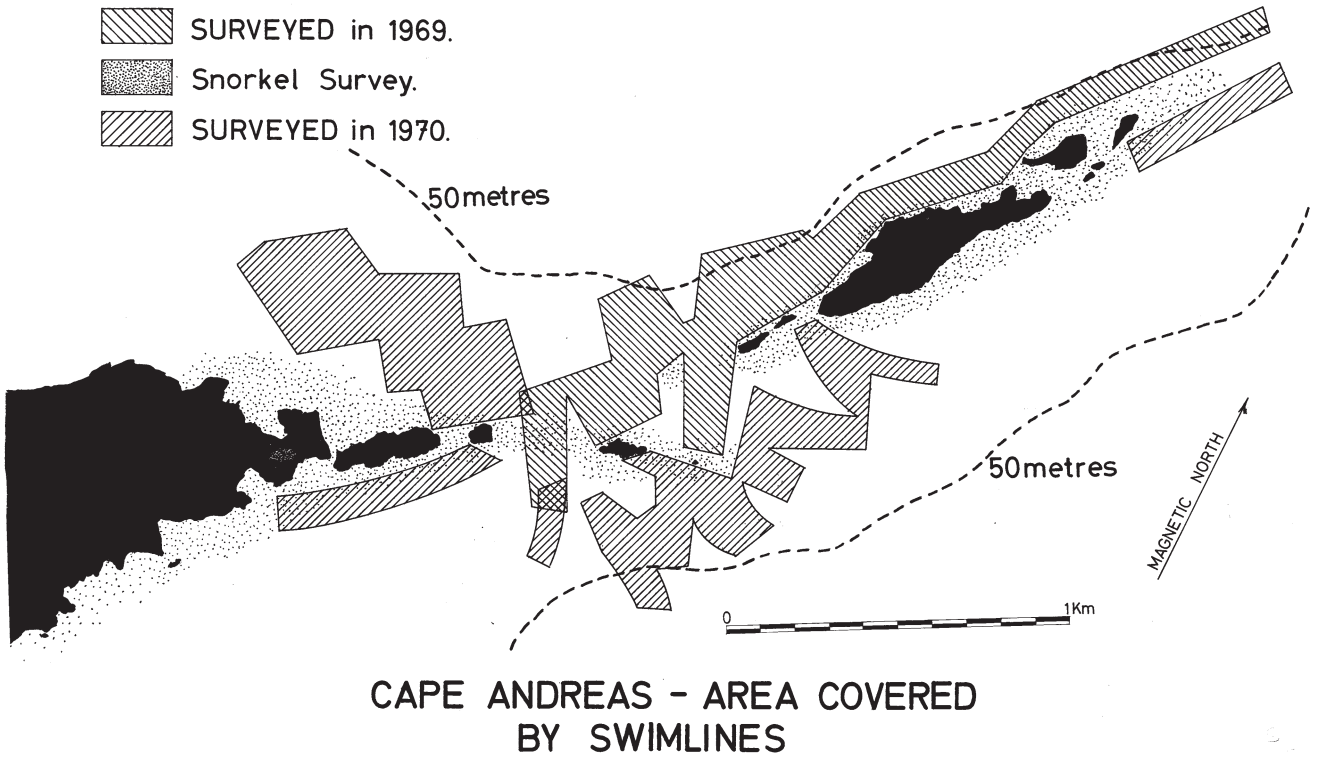 SURVEYED in 1969.
Snorkel Survey.
SURVEYED in 1970.
50metres
50metres
MAGNETIC NORTH
0
1Km
CAPE ANDREAS - AREA COVERED
BY SWIMLINES